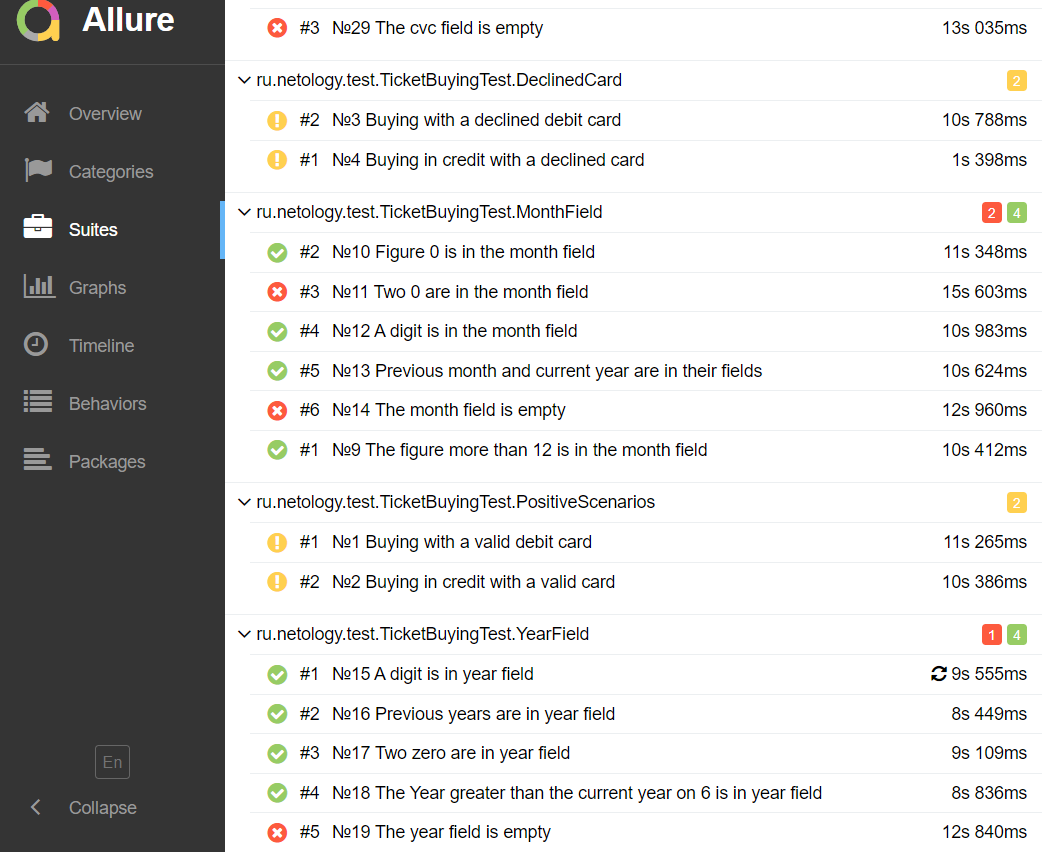 Allure
Overview
Categories
Suites
Graphs
Timeline
Behaviors
Packages
En
Collapse
#3 №29 The cvc field is empty 13s 035ms
ru.netology.test.TicketBuyingTest.DeclinedCard 2
#2 №3 Buying with a declined debit card 10s 788ms
#1 №4 Buying in credit with a declined card 1s 398ms
ru.netology.test.TicketBuyingTest.MonthField 2 4
#2 №10 Figure 0 is in the month field 11s 348ms
#3 №11 Two 0 are in the month field 15s 603ms
#4 №12 A digit is in the month field 10s 983ms
#5 №13 Previous month and current year are in their fields 10s 624ms
#6 №14 The month field is empty 12s 960ms
#1 №9 The figure more than 12 is in the month field 10s 412ms
ru.netology.test.TicketBuyingTest.PositiveScenarios 2
#1 №1 Buying with a valid debit card 11s 265ms
#2 №2 Buying in credit with a valid card 10s 386ms
ru.netology.test.TicketBuyingTest.YearField 1 4
#1 №15 A digit is in year field 9s 555ms
#2 №16 Previous years are in year field 8s 449ms
#3 №17 Two zero are in year field 9s 109ms
#4 №18 The Year greater than the current year on 6 is in year field 8s 836ms
#5 №19 The year field is empty 12s 840ms